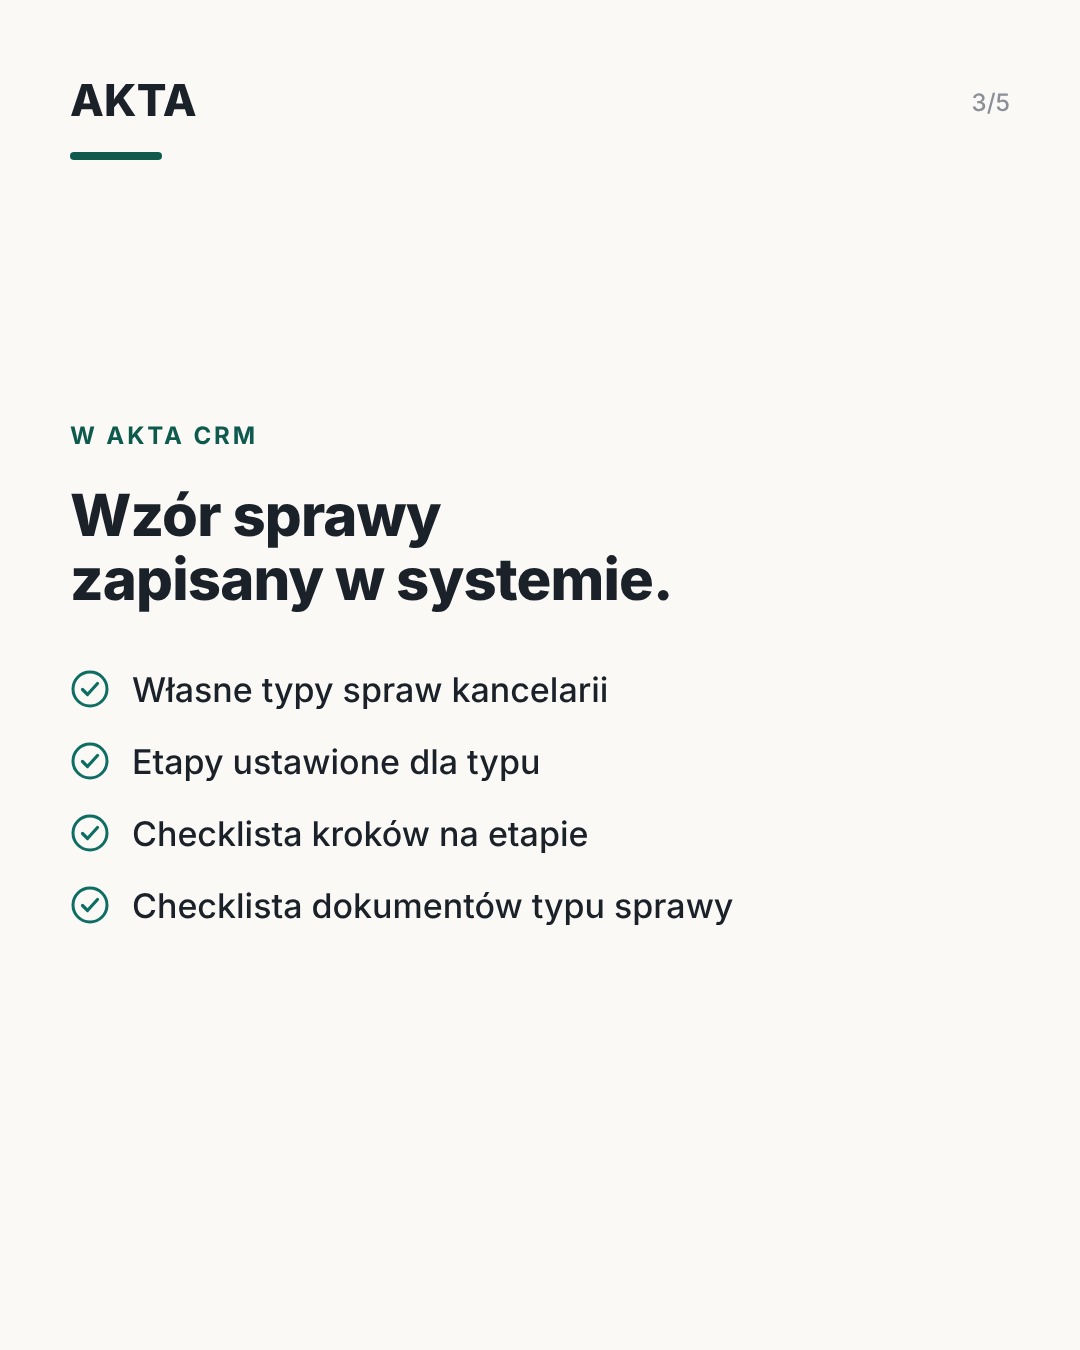 AKTA
3/5
W AKTA CRM
Wzór sprawy
zapisany w systemie.
Własne typy spraw kancelarii
Etapy ustawione dla typu
Checklista kroków na etapie
Checklista dokumentów typu sprawy